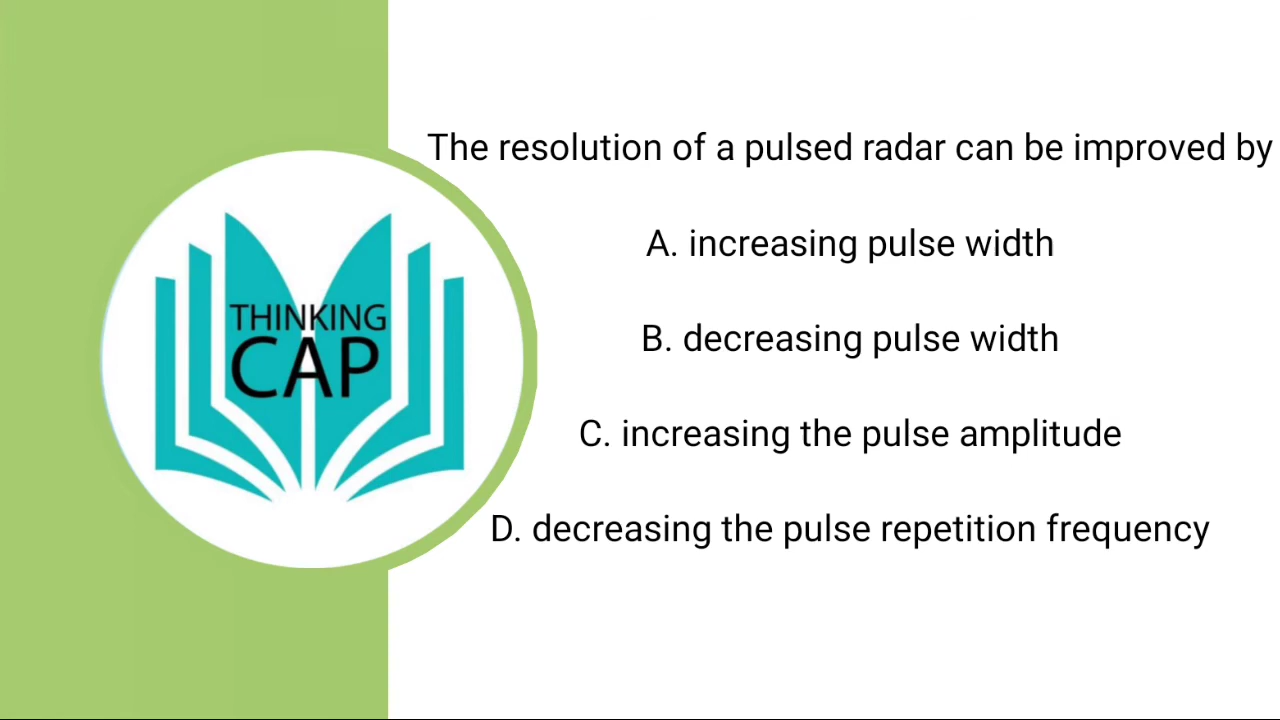 The resolution of a pulsed radar can be improved by
A. increasing pulse width
B. decreasing pulse width
C. increasing the pulse amplitude
D. decreasing the pulse repetition frequency
THINKING
CAP